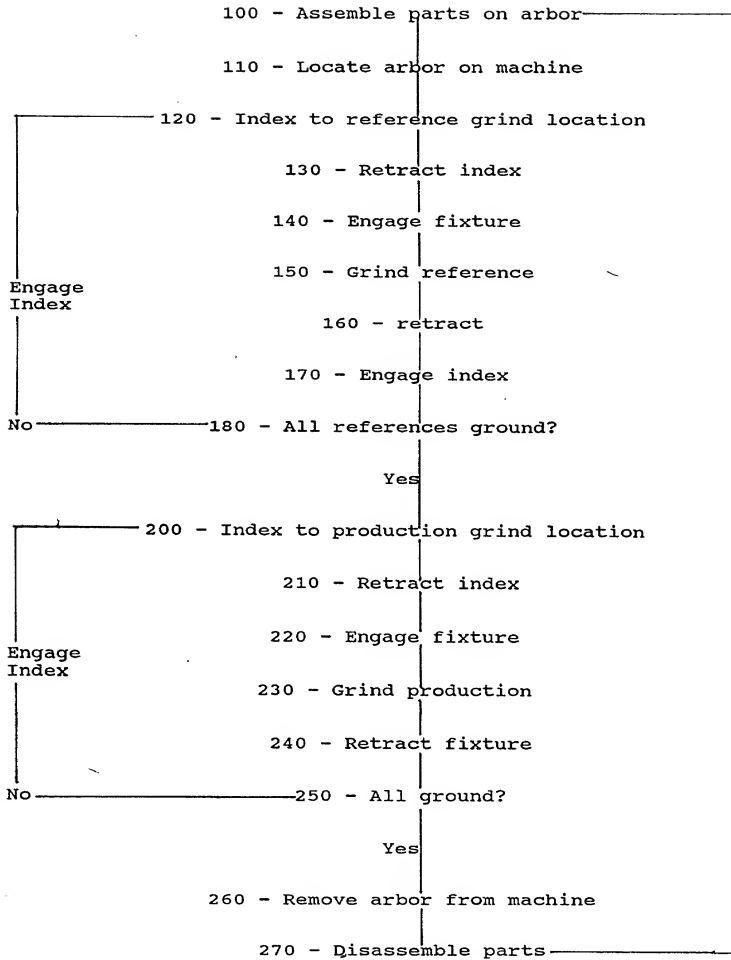 100 - Assemble parts on arbor
110 - Locate arbor on machine
120 - Index to reference grind location
130 - Retract index
140 - Engage fixture
150 - Grind reference
Engage
Index
160 - retract
170 - Engage index
No
180 - All references ground?
Yes
200 - Index to production grind location
210 - Retract index
220 - Engage fixture
Engage
Index
230 - Grind production
240 - Retract fixture
No
250 - All ground?
Yes
260 - Remove arbor from machine
270 - Disassemble parts